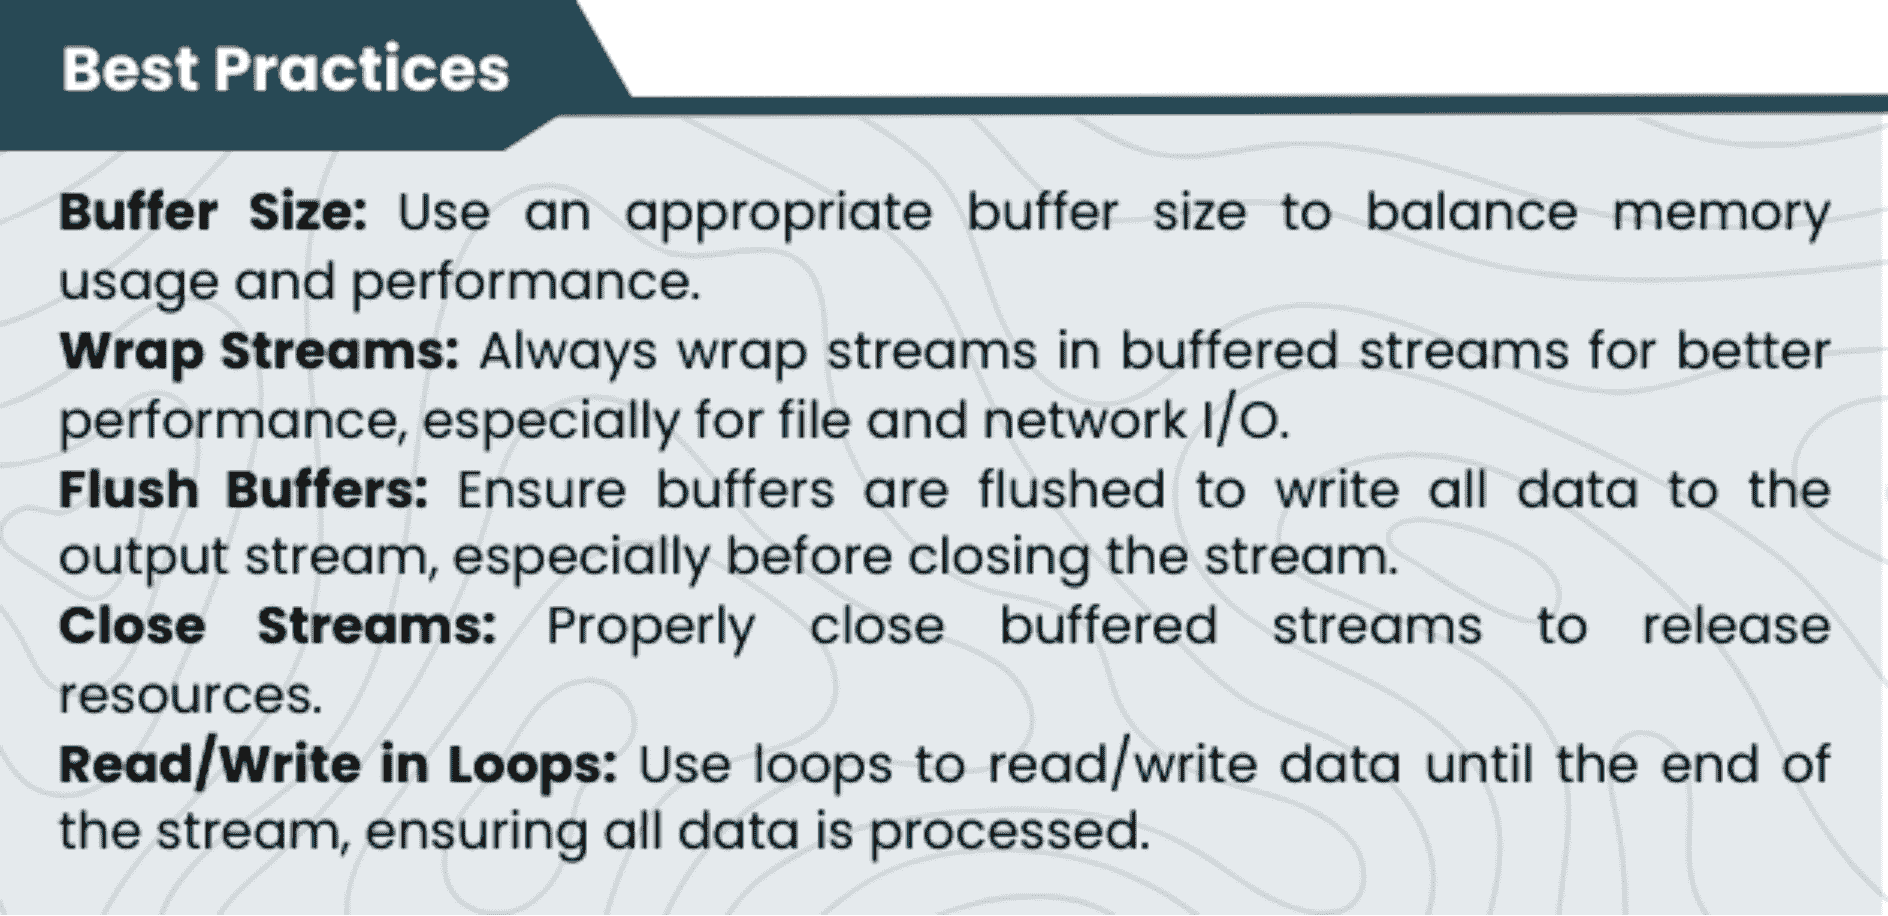 Best Practices
Buffer Size: Use an appropriate buffer size to balance memory
usage and performance.
Wrap Streams: Always wrap streams in buffered streams for better
performance, especially for file and network I/O.
Flush Buffers: Ensure buffers are flushed to write all data to the
output stream, especially before closing the stream.
Close Streams: Properly close buffered streams to release
resources.
Read/Write in Loops: Use loops to read/write data until the end of
the stream, ensuring all data is processed.